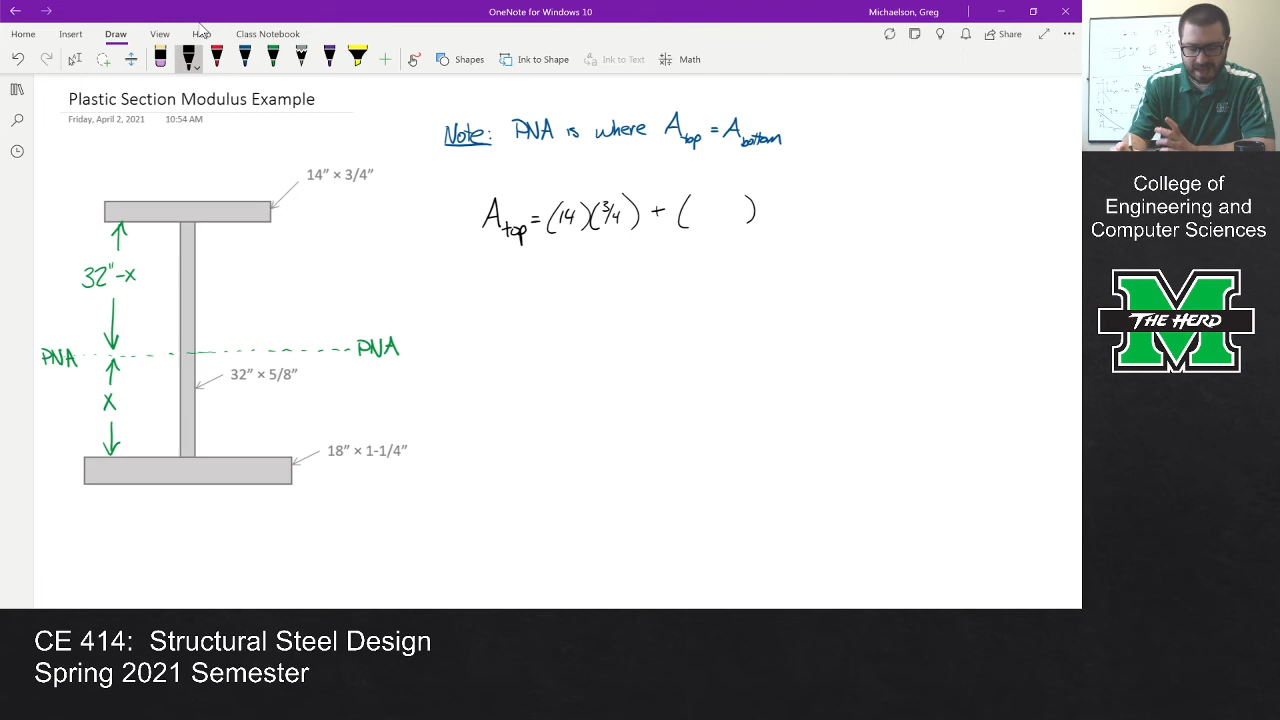 OneNote for Windows 10
Michaelson, Greg
Home Insert Draw View Help Class Notebook
Share
Shapes Ink to Shape Ink to Text Math
Plastic Section Modulus Example
Friday, April 2, 2021 10:54 AM
Note: PNA is where A top = A bottom
14” × 3/4”
A top = (14)(3/4) + ( )
32"-x
PNA
PNA
32” × 5/8”
x
18” × 1-1/4”
College of
Engineering and
Computer Sciences
M
THE HERD
CE 414: Structural Steel Design
Spring 2021 Semester